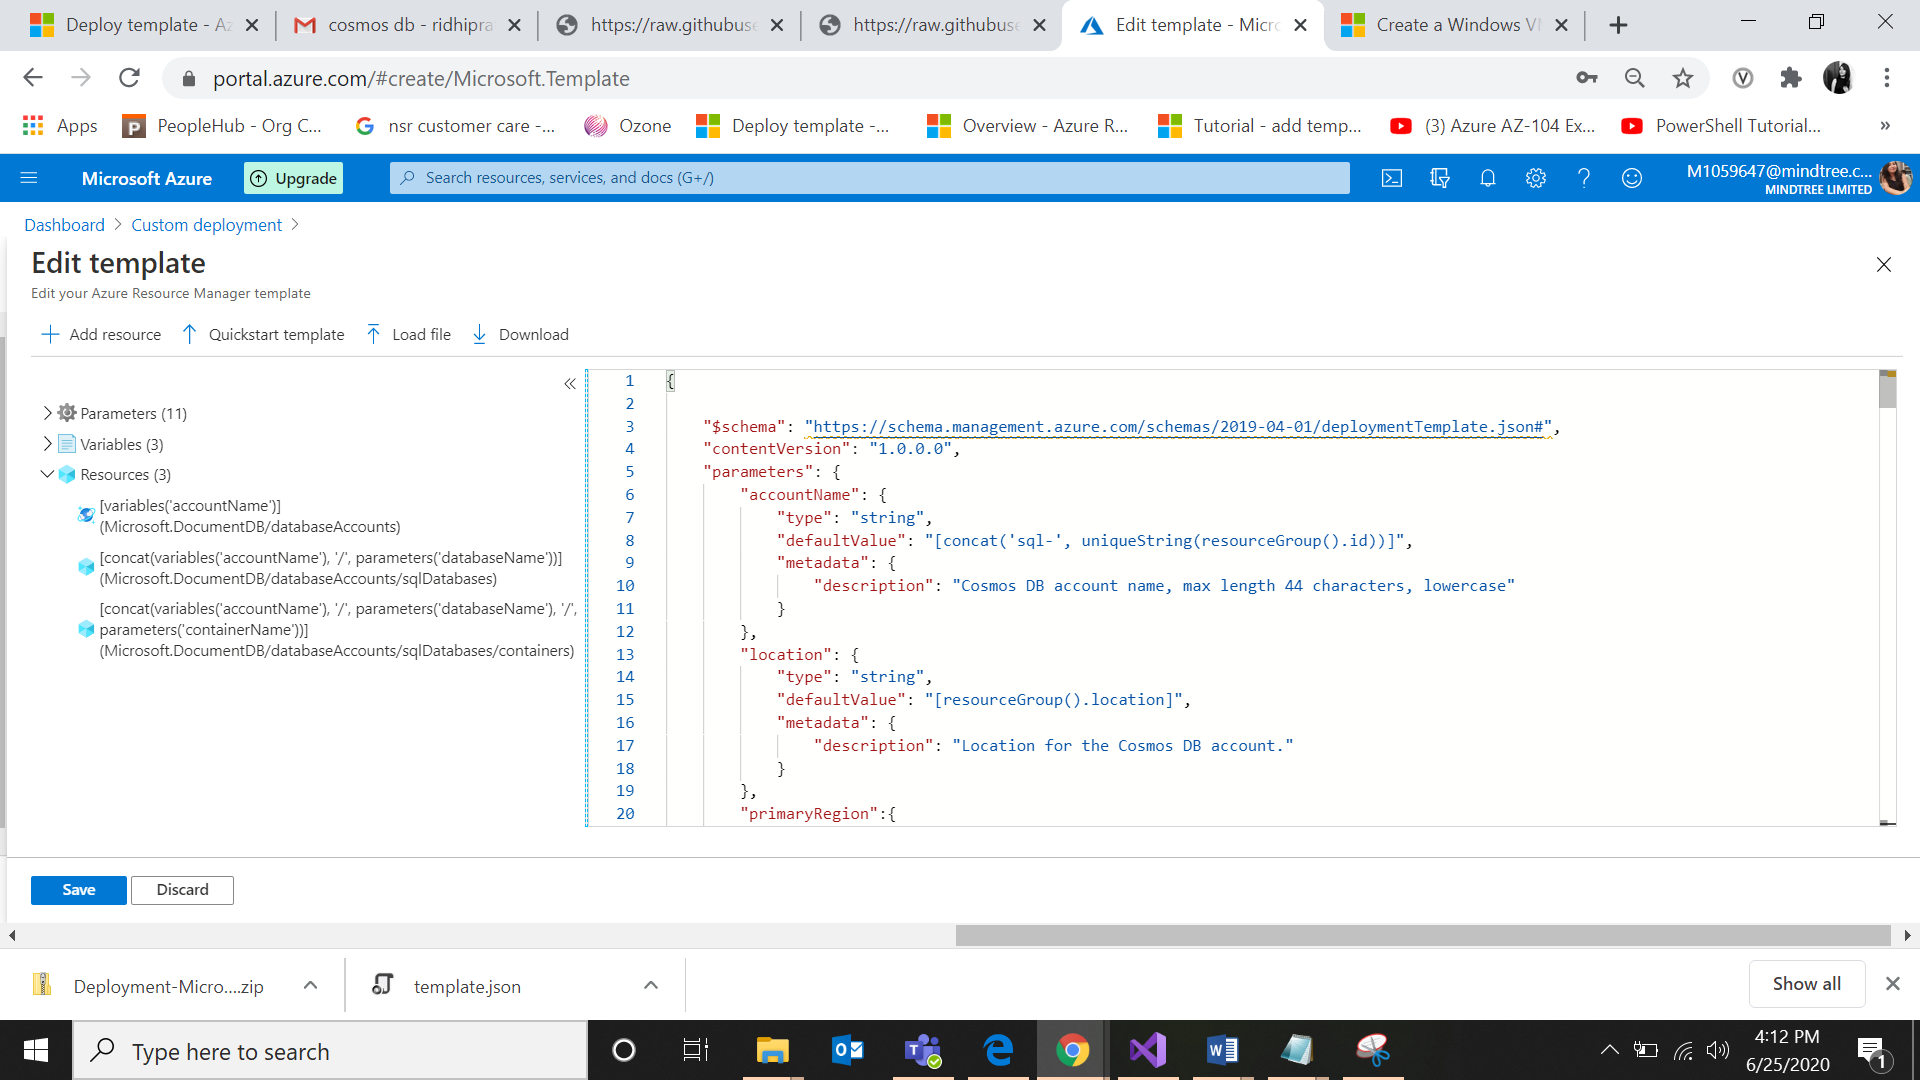 Deploy template - Az
cosmos db - ridhipra
https://raw.githubuse
https://raw.githubuse
Edit template - Micro
Create a Windows VM
portal.azure.com/#create/Microsoft.Template
Apps
PeopleHub - Org C...
nsr customer care -...
Ozone
Deploy template -...
Overview - Azure R...
Tutorial - add temp...
(3) Azure AZ-104 Ex...
PowerShell Tutorial...
»
Microsoft Azure
Upgrade
Search resources, services, and docs (G+/)
M1059647@mindtree.c...
MINDTREE LIMITED
Dashboard > Custom deployment >
Edit template
Edit your Azure Resource Manager template
Add resource
Quickstart template
Load file
Download
Parameters (11)
Variables (3)
Resources (3)
[variables('accountName')]
(Microsoft.DocumentDB/databaseAccounts)
[concat(variables('accountName'), '/', parameters('databaseName'))]
(Microsoft.DocumentDB/databaseAccounts/sqlDatabases)
[concat(variables('accountName'), '/', parameters('databaseName'), '/',
parameters('containerName'))]
(Microsoft.DocumentDB/databaseAccounts/sqlDatabases/containers)
1 {
2
3 "$schema": "https://schema.management.azure.com/schemas/2019-04-01/deploymentTemplate.json#",
4 "contentVersion": "1.0.0.0",
5 "parameters": {
6 "accountName": {
7 "type": "string",
8 "defaultValue": "[concat('sql-', uniqueString(resourceGroup().id))]",
9 "metadata": {
10 "description": "Cosmos DB account name, max length 44 characters, lowercase"
11 }
12 },
13 "location": {
14 "type": "string",
15 "defaultValue": "[resourceGroup().location]",
16 "metadata": {
17 "description": "Location for the Cosmos DB account."
18 }
19 },
20 "primaryRegion":{
Save
Discard
Deployment-Micro....zip
template.json
Show all
Type here to search
4:12 PM
6/25/2020
1